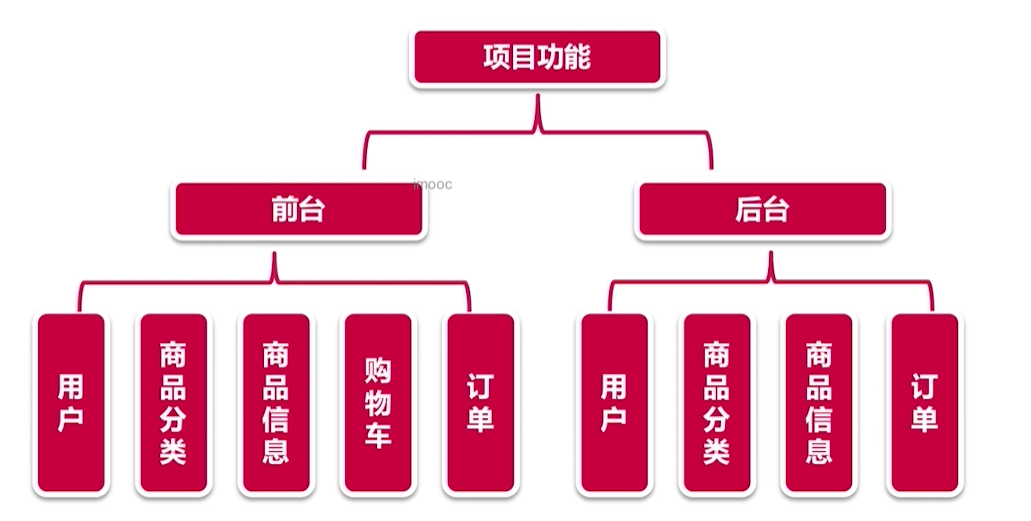 项目功能
imooc
前台
后台
用户
商品分类
商品信息
购物车
订单
用户
商品分类
商品信息
订单